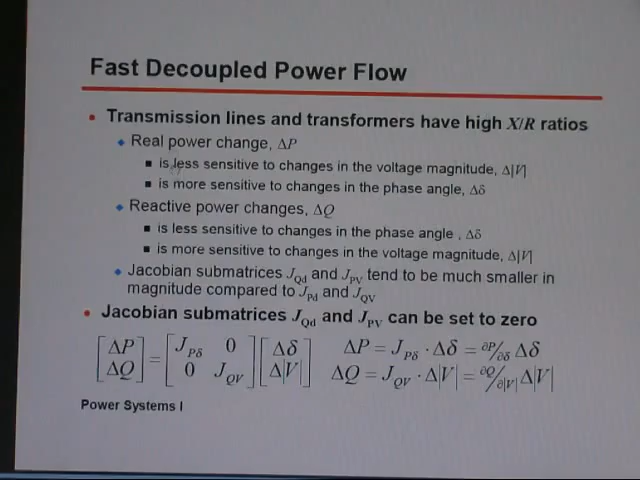 Fast Decoupled Power Flow
• Transmission lines and transformers have high X/R ratios
◆ Real power change, ΔP
■ is less sensitive to changes in the voltage magnitude, Δ|V|
■ is more sensitive to changes in the phase angle, Δδ
◆ Reactive power changes, ΔQ
■ is less sensitive to changes in the phase angle , Δδ
■ is more sensitive to changes in the voltage magnitude, Δ|V|
◆ Jacobian submatrices J_Qd and J_PV tend to be much smaller in
magnitude compared to J_Pd and J_QV
• Jacobian submatrices J_Qd and J_PV can be set to zero
[ΔP; ΔQ] = [J_Pδ 0; 0 J_QV] [Δδ; Δ|V|]
ΔP = J_Pδ · Δδ = ∂P/∂δ Δδ
ΔQ = J_QV · Δ|V| = ∂Q/∂|V| Δ|V|
Power Systems I